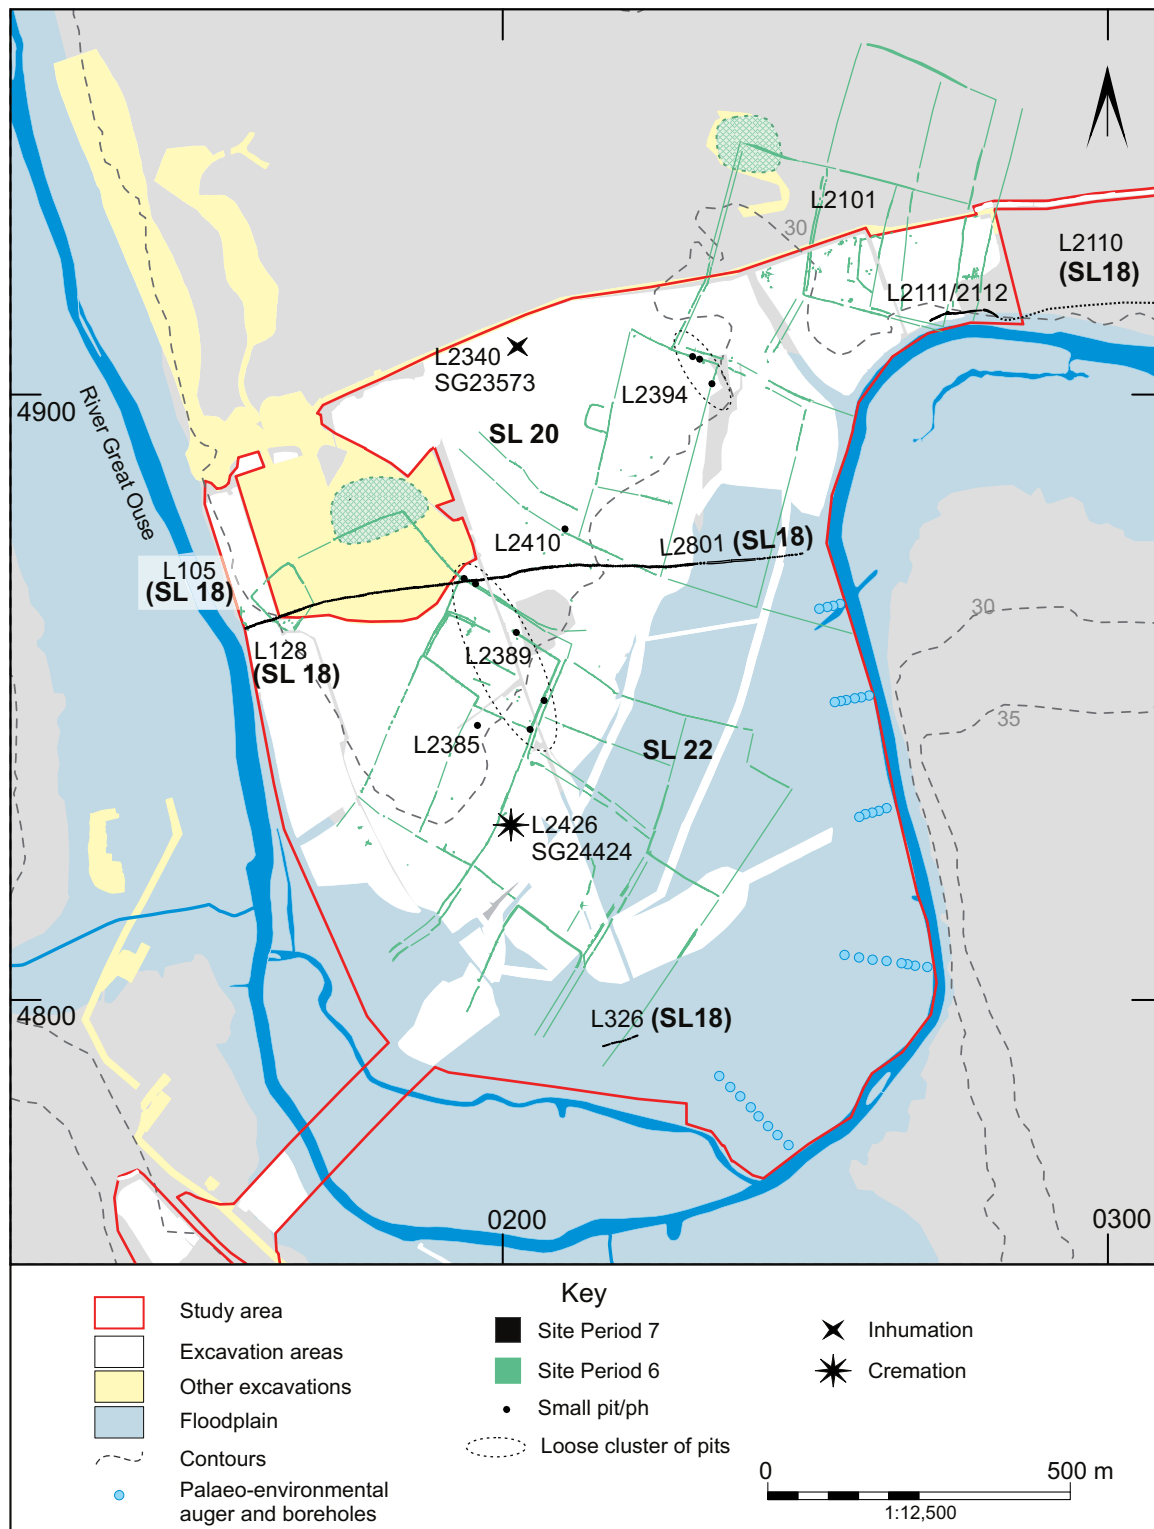 L2101
30
L2110
(SL18)
L2111/2112
L2340
SG23573
L2394
4900
River Great Ouse
SL 20
L2410
L2801 (SL18)
L105
(SL 18)
30
L128
(SL 18)
L2389
35
L2385
SL 22
L2426
SG24424
4800
L326 (SL18)
0200
0300
Key
Study area
Excavation areas
Other excavations
Floodplain
Contours
Palaeo-environmental
auger and boreholes
Site Period 7
Site Period 6
Small pit/ph
Loose cluster of pits
Inhumation
Cremation
0
500 m
1:12,500